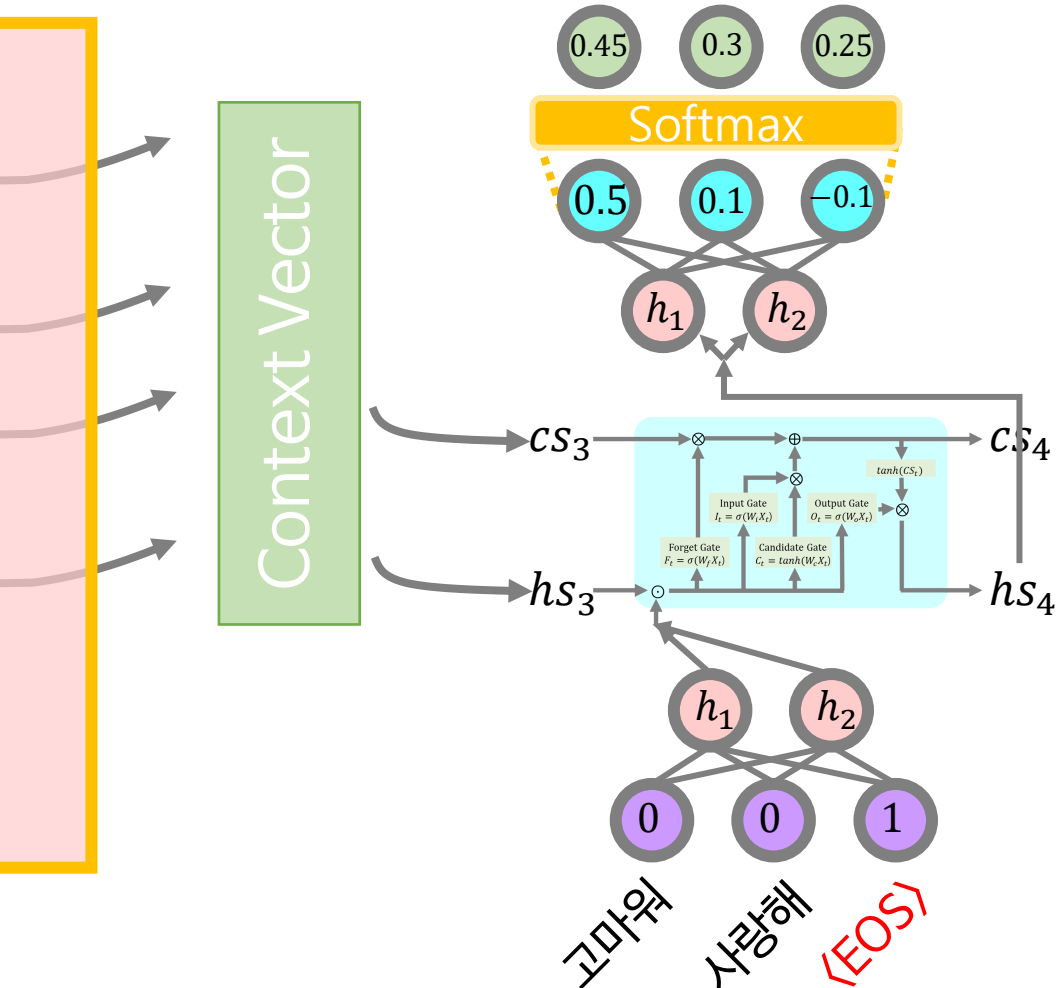 0.45 0.3 0.25
Softmax
0.5 0.1 −0.1
h₁ h₂
Context Vector
cs₃ cs₄
tanh(CSₜ)
Input Gate
Iₜ = σ(WᵢXₜ)
Output Gate
Oₜ = σ(WₒXₜ)
Forget Gate
Fₜ = σ(W_fXₜ)
Candidate Gate
Cₜ = tanh(W_cXₜ)
hs₃ hs₄
h₁ h₂
0 0 1
고마워 사랑해 ⟨EOS⟩